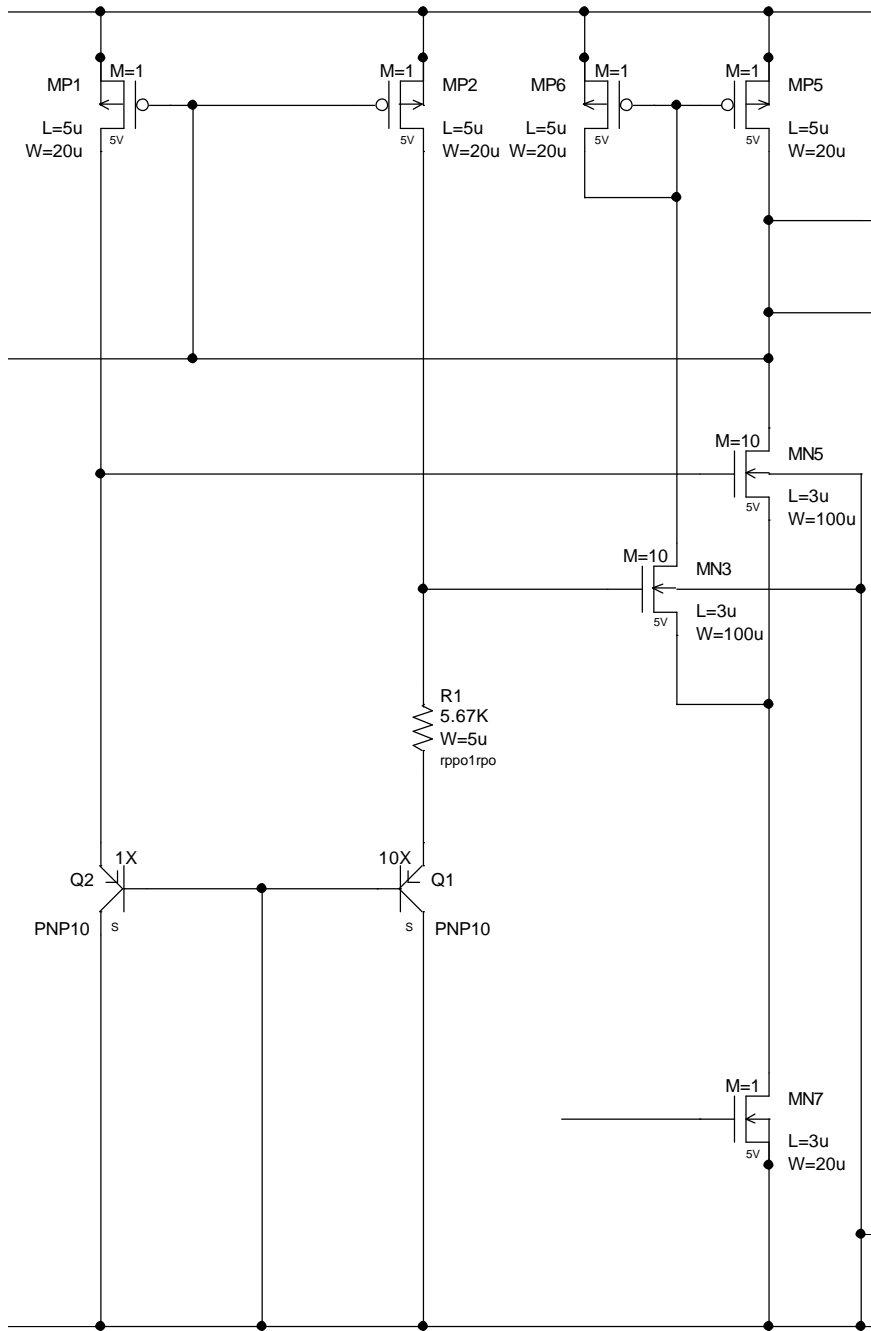 M=1
MP1
L=5u
5V
W=20u
M=1
MP2
L=5u
5V
W=20u
M=1
MP6
L=5u
5V
W=20u
M=1
MP5
L=5u
5V
W=20u
M=10
MN5
L=3u
5V
W=100u
M=10
MN3
L=3u
5V
W=100u
R1
5.67K
W=5u
rppo1rpo
1X
Q2
PNP10
S
10X
Q1
S
PNP10
M=1
MN7
L=3u
5V
W=20u